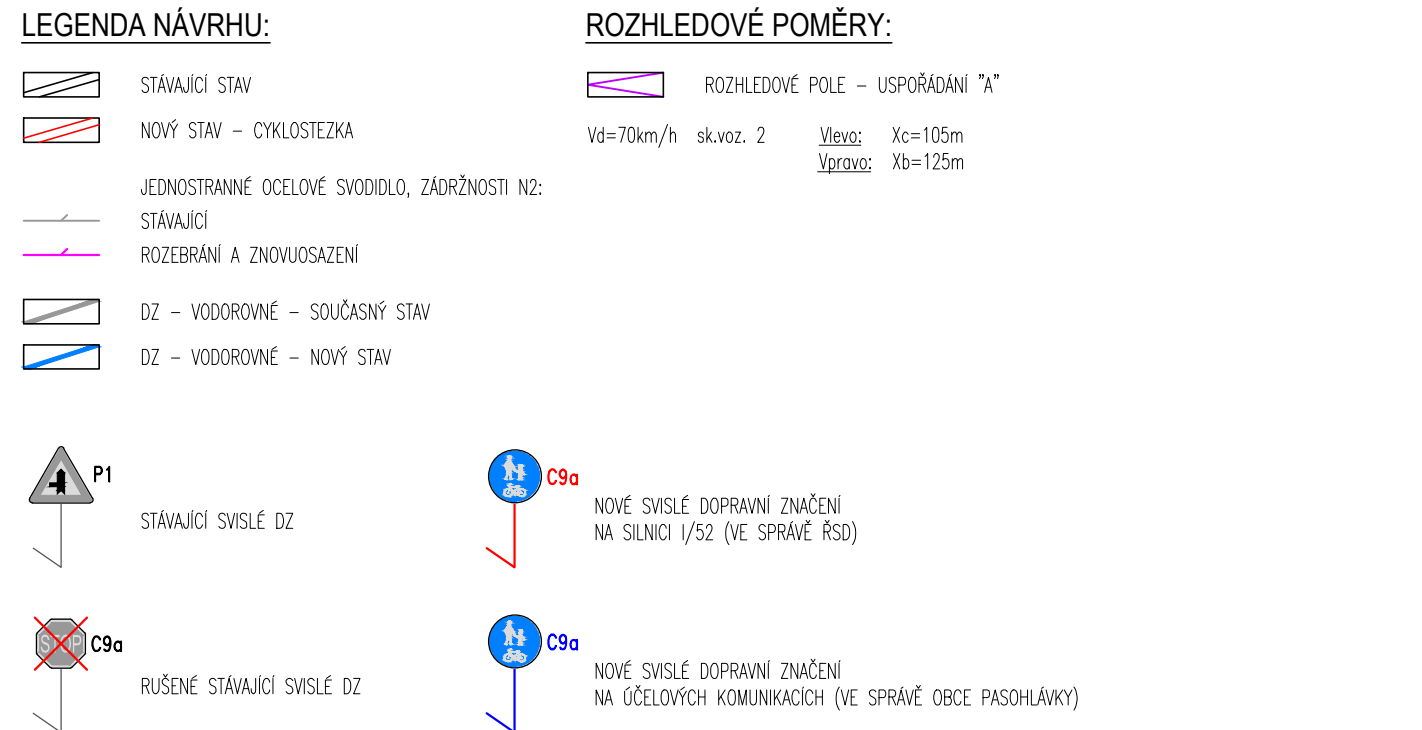 LEGENDA NÁVRHU:
STÁVAJÍCÍ STAV
NOVÝ STAV – CYKLOSTEZKA
JEDNOSTRANNÉ OCELOVÉ SVODIDLO, ZÁDRŽNOSTI N2:
STÁVAJÍCÍ
ROZEBRÁNÍ A ZNOVUOSAZENÍ
DZ – VODOROVNÉ – SOUČASNÝ STAV
DZ – VODOROVNÉ – NOVÝ STAV
ROZHLEDOVÉ POMĚRY:
ROZHLEDOVÉ POLE – USPOŘÁDÁNÍ "A"
Vd=70km/h sk.voz. 2 Vlevo: Xc=105m
Vpravo: Xb=125m
P1
STÁVAJÍCÍ SVISLÉ DZ
C9a
NOVÉ SVISLÉ DOPRAVNÍ ZNAČENÍ
NA SILNICI I/52 (VE SPRÁVĚ ŘSD)
STOP
C9a
RUŠENÉ STÁVAJÍCÍ SVISLÉ DZ
C9a
NOVÉ SVISLÉ DOPRAVNÍ ZNAČENÍ
NA ÚČELOVÝCH KOMUNIKACÍCH (VE SPRÁVĚ OBCE PASOHLÁVKY)